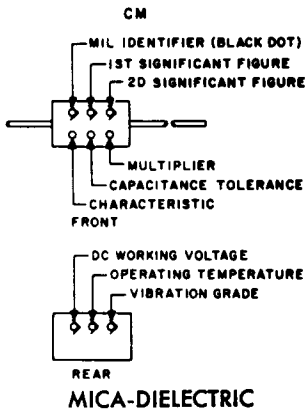 CM
MIL IDENTIFIER (BLACK DOT)
1ST SIGNIFICANT FIGURE
2D SIGNIFICANT FIGURE
MULTIPLIER
CAPACITANCE TOLERANCE
CHARACTERISTIC
FRONT
DC WORKING VOLTAGE
OPERATING TEMPERATURE
VIBRATION GRADE
REAR
MICA-DIELECTRIC